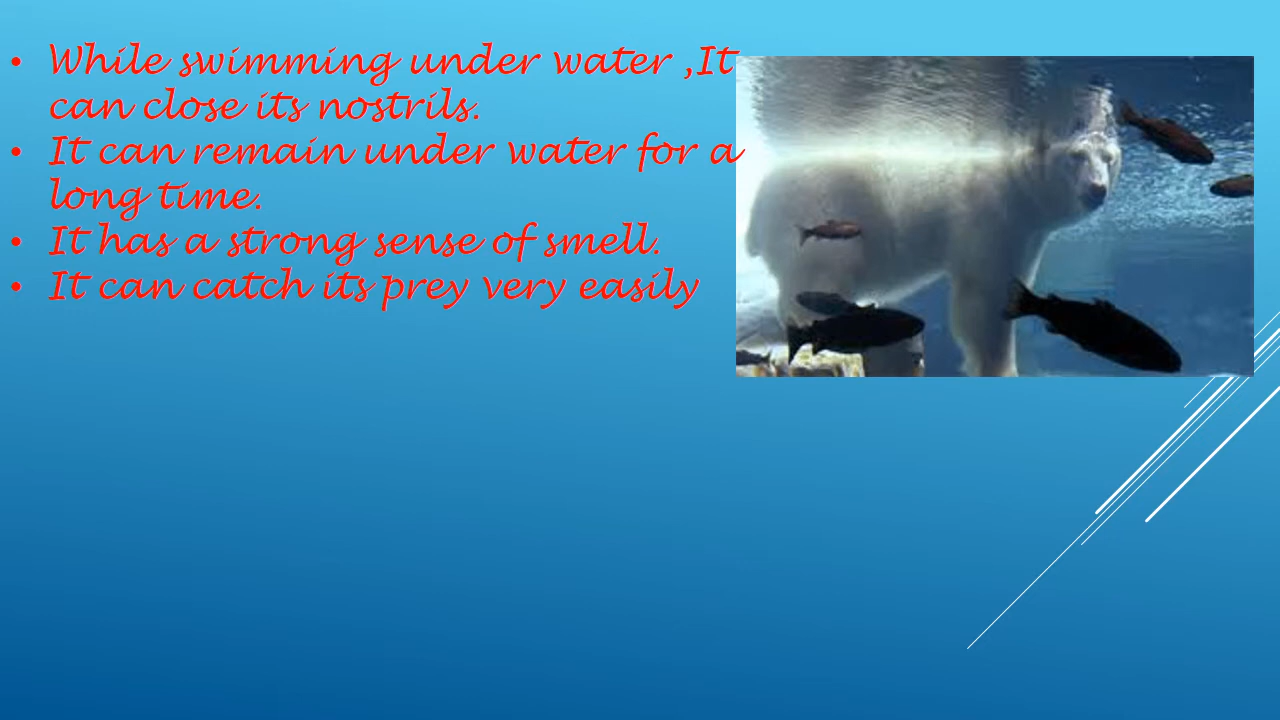 • While swimming under water ,It
can close its nostrils.
• It can remain under water for a
long time.
• It has a strong sense of smell.
• It can catch its prey very easily